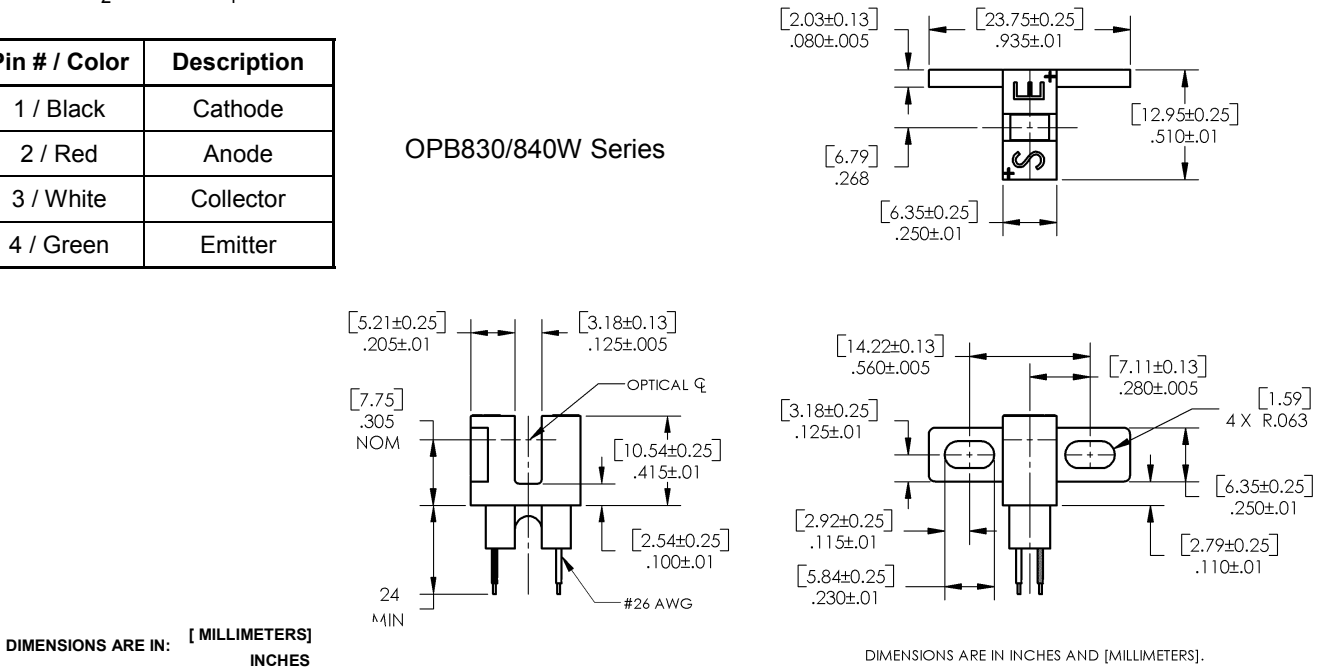 Pin # / Color Description
1 / Black Cathode
2 / Red Anode
3 / White Collector
4 / Green Emitter
OPB830/840W Series
[2.03±0.13]
.080±.005
[23.75±0.25]
.935±.01
E
+
[12.95±0.25]
.510±.01
[6.79]
.268
S
+
[6.35±0.25]
.250±.01
[5.21±0.25]
.205±.01
[3.18±0.13]
.125±.005
OPTICAL ℄
[7.75]
.305
NOM
[10.54±0.25]
.415±.01
[2.54±0.25]
.100±.01
24
MIN
#26 AWG
[14.22±0.13]
.560±.005
[7.11±0.13]
.280±.005
[1.59]
4 X R.063
[3.18±0.25]
.125±.01
[6.35±0.25]
.250±.01
[2.92±0.25]
.115±.01
[2.79±0.25]
.110±.01
[5.84±0.25]
.230±.01
DIMENSIONS ARE IN: [ MILLIMETERS]
INCHES
DIMENSIONS ARE IN INCHES AND [MILLIMETERS].